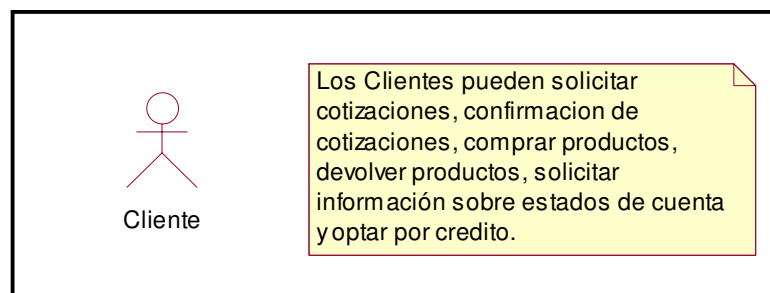 Los Clientes pueden solicitar
cotizaciones, confirmacion de
cotizaciones, comprar productos,
devolver productos, solicitar
información sobre estados de cuenta
y optar por credito.
Cliente